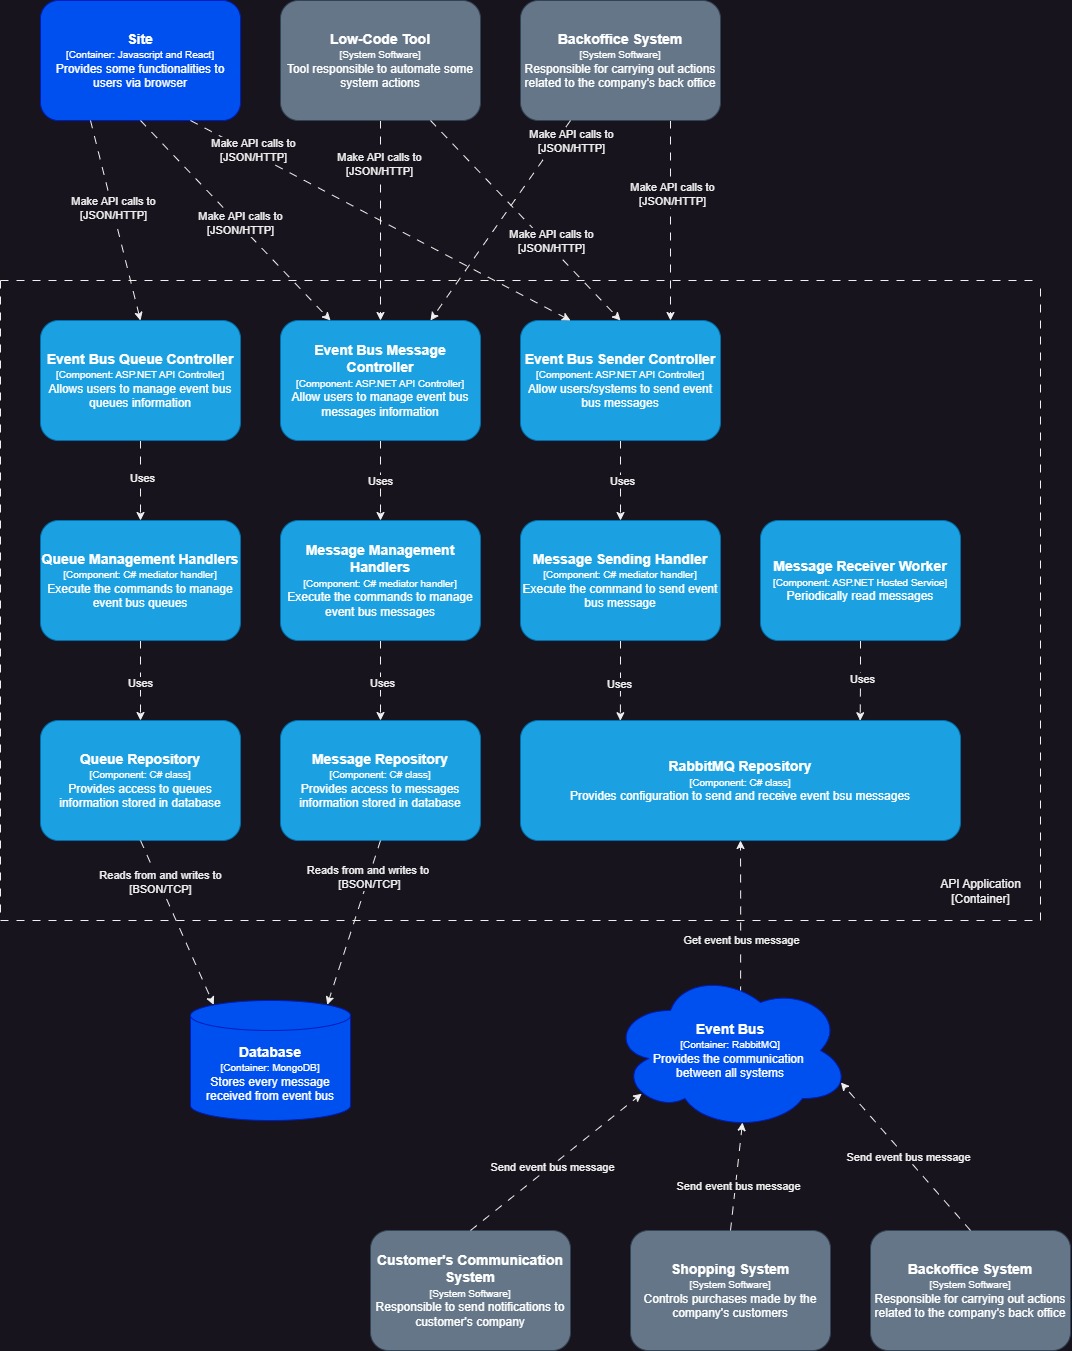 Site
[Container: Javascript and React]
Provides some functionalities to
users via browser
Low-Code Tool
[System Software]
Tool responsible to automate some
system actions
Backoffice System
[System Software]
Responsible for carrying out actions
related to the company's back office
Make API calls to
[JSON/HTTP]
Make API calls to
[JSON/HTTP]
Make API calls to
[JSON/HTTP]
Make API calls to
[JSON/HTTP]
Make API calls to
[JSON/HTTP]
Make API calls to
[JSON/HTTP]
Make API calls to
[JSON/HTTP]
Event Bus Queue Controller
[Component: ASP.NET API Controller]
Allows users to manage event bus
queues information
Event Bus Message
Controller
[Component: ASP.NET API Controller]
Allow users to manage event bus
messages information
Event Bus Sender Controller
[Component: ASP.NET API Controller]
Allow users/systems to send event
bus messages
Uses
Uses
Uses
Queue Management Handlers
[Component: C# mediator handler]
Execute the commands to manage
event bus queues
Message Management
Handlers
[Component: C# mediator handler]
Execute the commands to manage
event bus messages
Message Sending Handler
[Component: C# mediator handler]
Execute the command to send event
bus message
Message Receiver Worker
[Component: ASP.NET Hosted Service]
Periodically read messages
Uses
Uses
Uses
Uses
Queue Repository
[Component: C# class]
Provides access to queues
information stored in database
Message Repository
[Component: C# class]
Provides access to messages
information stored in database
RabbitMQ Repository
[Component: C# class]
Provides configuration to send and receive event bsu messages
Reads from and writes to
[BSON/TCP]
Reads from and writes to
[BSON/TCP]
API Application
[Container]
Get event bus message
Database
[Container: MongoDB]
Stores every message
received from event bus
Event Bus
[Container: RabbitMQ]
Provides the communication
between all systems
Send event bus message
Send event bus message
Send event bus message
Customer's Communication
System
[System Software]
Responsible to send notifications to
customer's company
Shopping System
[System Software]
Controls purchases made by the
company's customers
Backoffice System
[System Software]
Responsible for carrying out actions
related to the company's back office